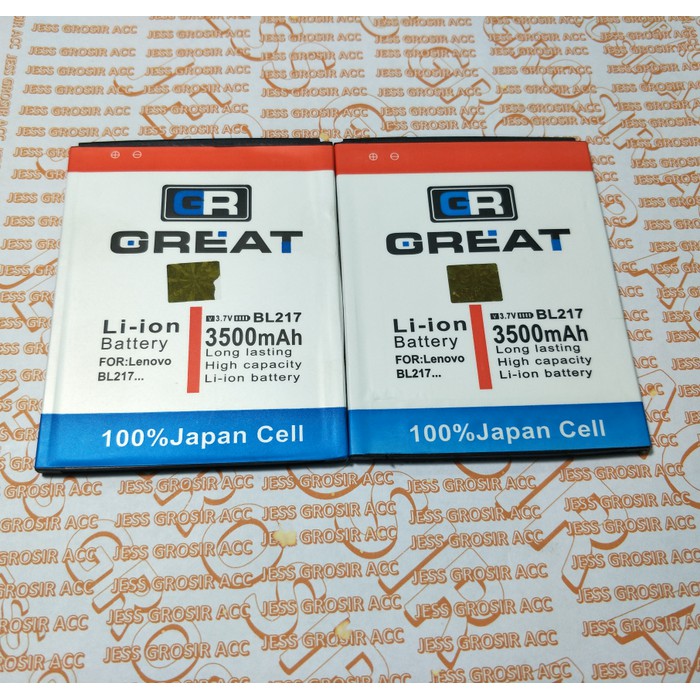 GR
GREAT
Li-ion
Battery
FOR:Lenovo
BL217...
V 3.7V BL217
3500mAh
Long lasting
High capacity
Li-ion battery
100%Japan Cell
GR
GREAT
Li-ion
Battery
FOR:Lenovo
BL217...
V 3.7V BL217
3500mAh
Long lasting
High capacity
Li-ion battery
100%Japan Cell
JESS GROSIR ACC